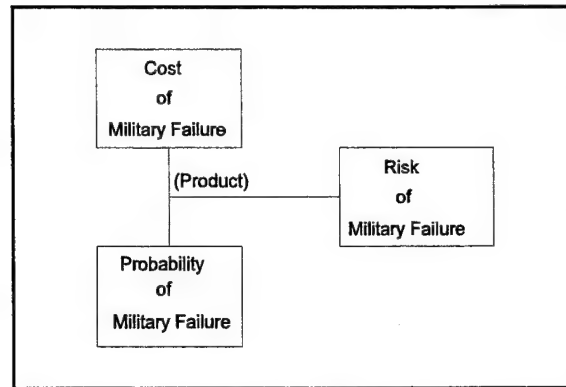 Cost
of
Military Failure
(Product)
Risk
of
Military Failure
Probability
of
Military Failure